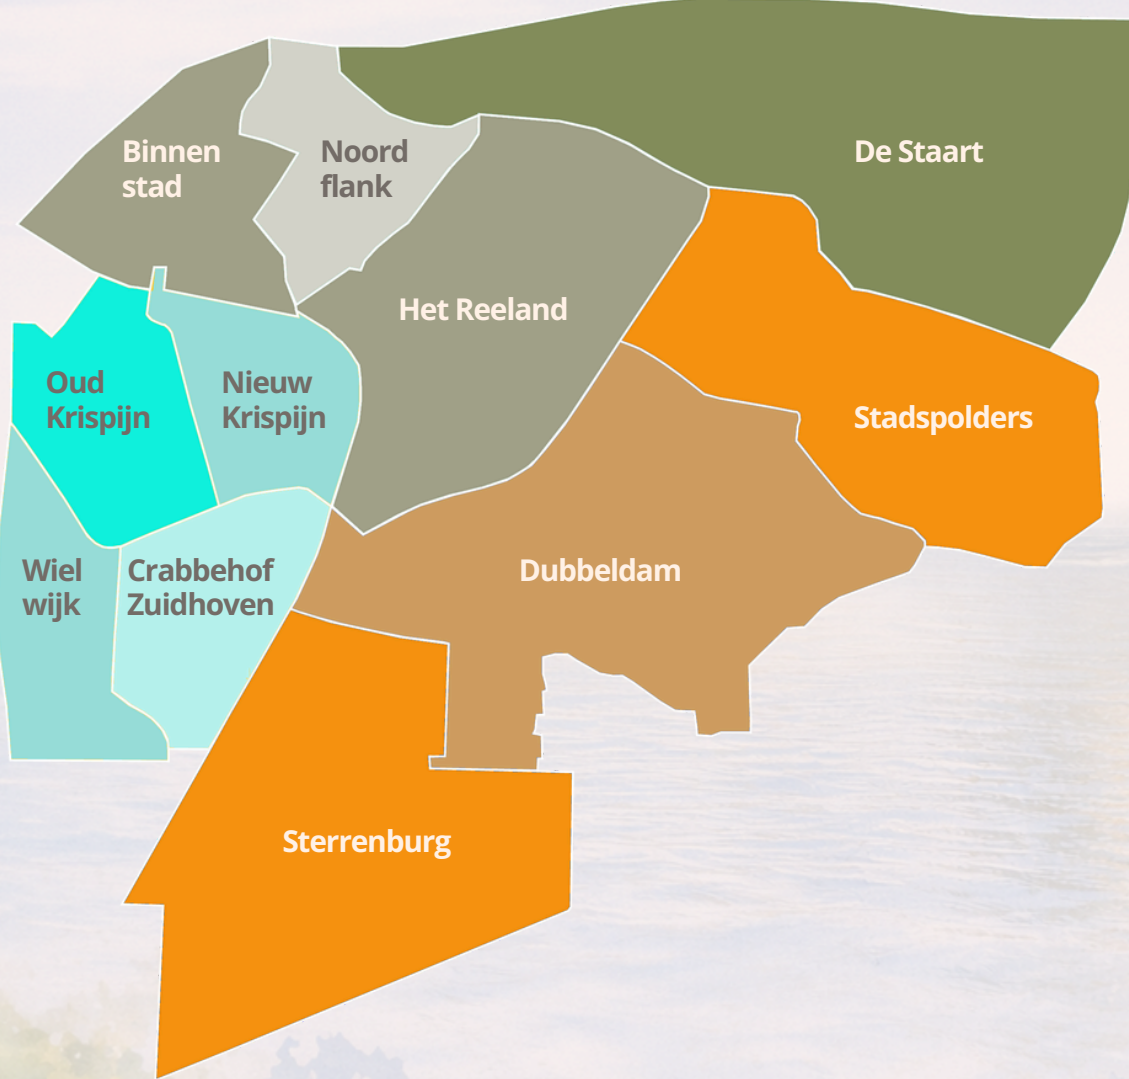 Binnen
stad
Noord
flank
De Staart
Het Reeland
Oud
Krispijn
Nieuw
Krispijn
Stadspolders
Wiel
wijk
Crabbehof
Zuidhoven
Dubbeldam
Sterrenburg